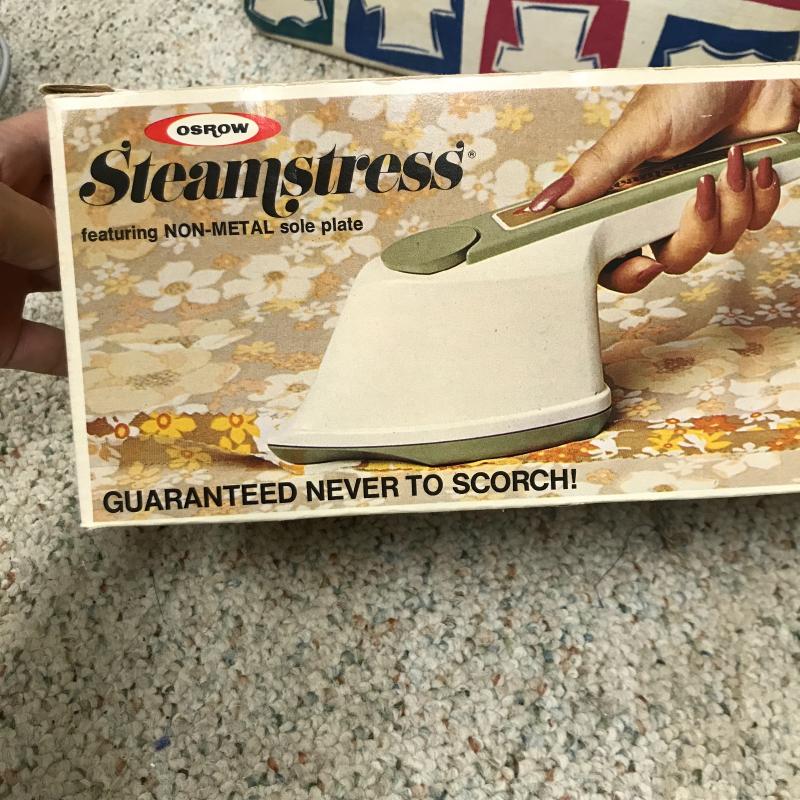 OSROW
Steamstress®
featuring NON-METAL sole plate
GUARANTEED NEVER TO SCORCH!